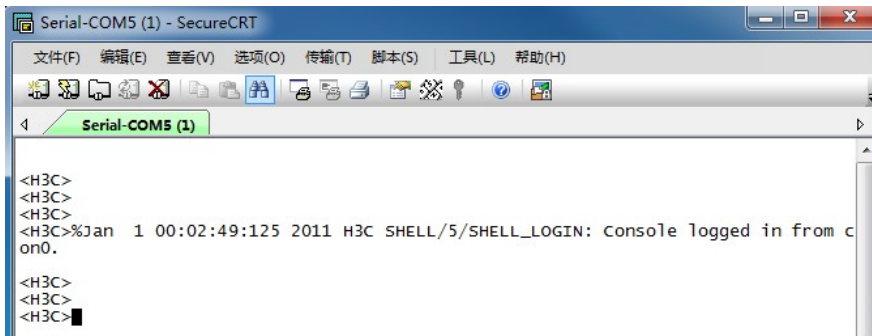 Serial-COM5 (1) - SecureCRT
文件(F) 编辑(E) 查看(V) 选项(O) 传输(T) 脚本(S) 工具(L) 帮助(H)
Serial-COM5 (1)
<H3C>
<H3C>
<H3C>
<H3C>%Jan  1 00:02:49:125 2011 H3C SHELL/5/SHELL_LOGIN: Console logged in from c
on0.
<H3C>
<H3C>
<H3C>